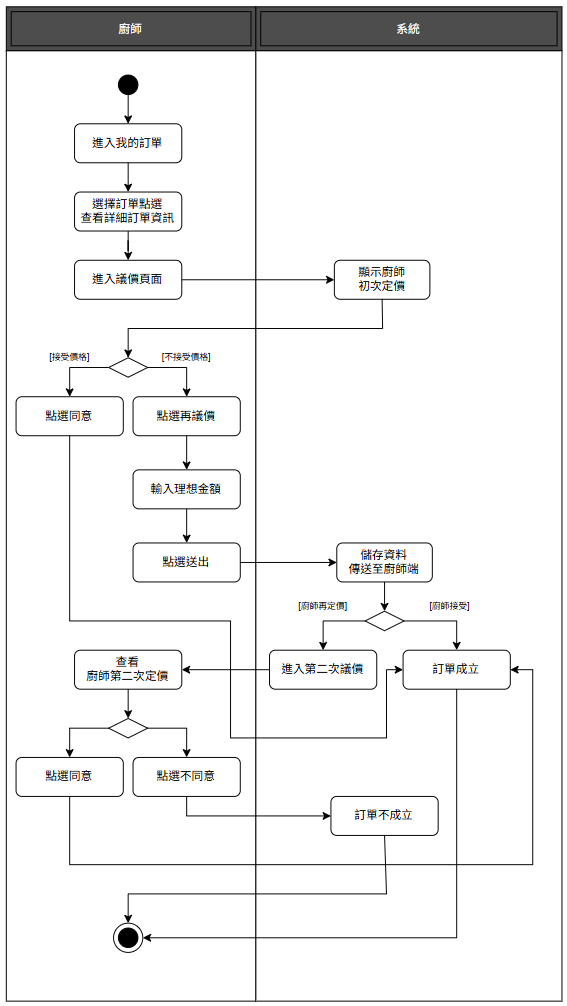 廚師
系統
進入我的訂單
選擇訂單點選
查看詳細訂單資訊
進入議價頁面
顯示廚師
初次定價
[接受價格]
[不接受價格]
點選同意
點選再議價
輸入理想金額
點選送出
儲存資料
傳送至廚師端
[廚師再定價]
[廚師接受]
查看
廚師第二次定價
進入第二次議價
訂單成立
點選同意
點選不同意
訂單不成立